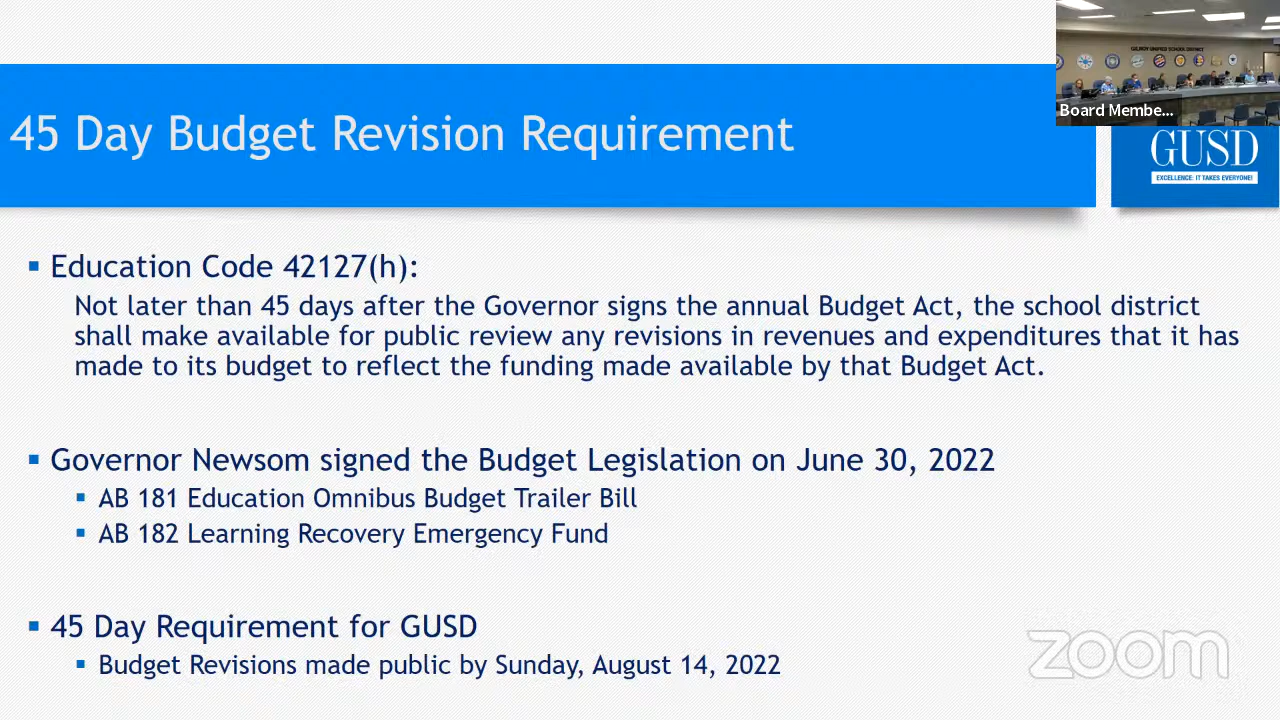 GILROY UNIFIED SCHOOL DISTRICT
Board Membe...
45 Day Budget Revision Requirement
GUSD
EXCELLENCE: IT TAKES EVERYONE!
Education Code 42127(h):
Not later than 45 days after the Governor signs the annual Budget Act, the school district
shall make available for public review any revisions in revenues and expenditures that it has
made to its budget to reflect the funding made available by that Budget Act.
Governor Newsom signed the Budget Legislation on June 30, 2022
AB 181 Education Omnibus Budget Trailer Bill
AB 182 Learning Recovery Emergency Fund
45 Day Requirement for GUSD
Budget Revisions made public by Sunday, August 14, 2022
zoom